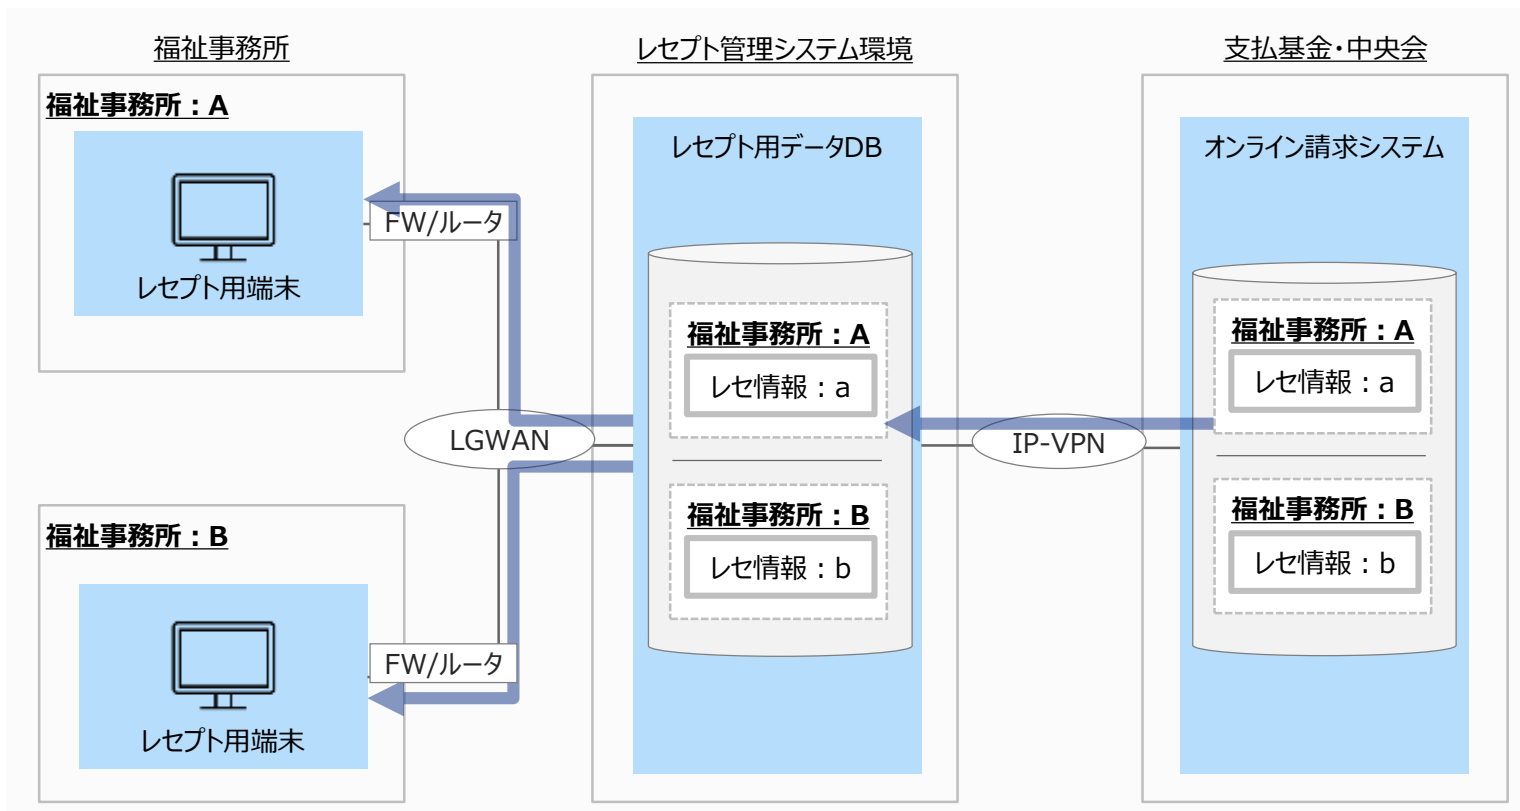 福祉事務所
福祉事務所：A
レセプト用端末
FW/ルータ
福祉事務所：B
レセプト用端末
FW/ルータ
LGWAN
レセプト管理システム環境
レセプト用データDB
福祉事務所：A
レセ情報：a
福祉事務所：B
レセ情報：b
IP-VPN
支払基金・中央会
オンライン請求システム
福祉事務所：A
レセ情報：a
福祉事務所：B
レセ情報：b